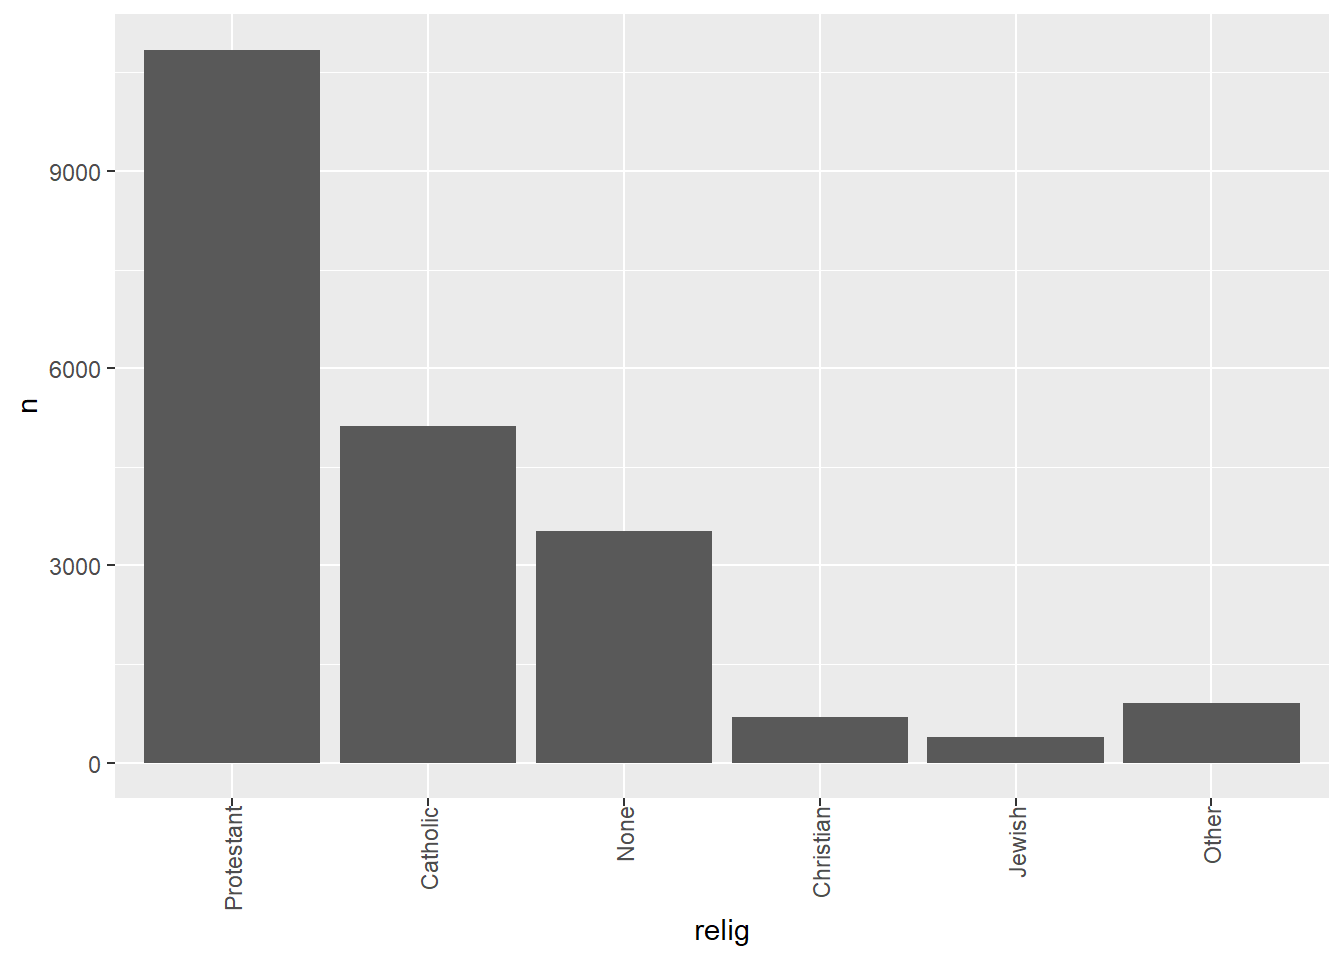 9000
6000
3000
0
n
Protestant
Catholic
None
Christian
Jewish
Other
relig